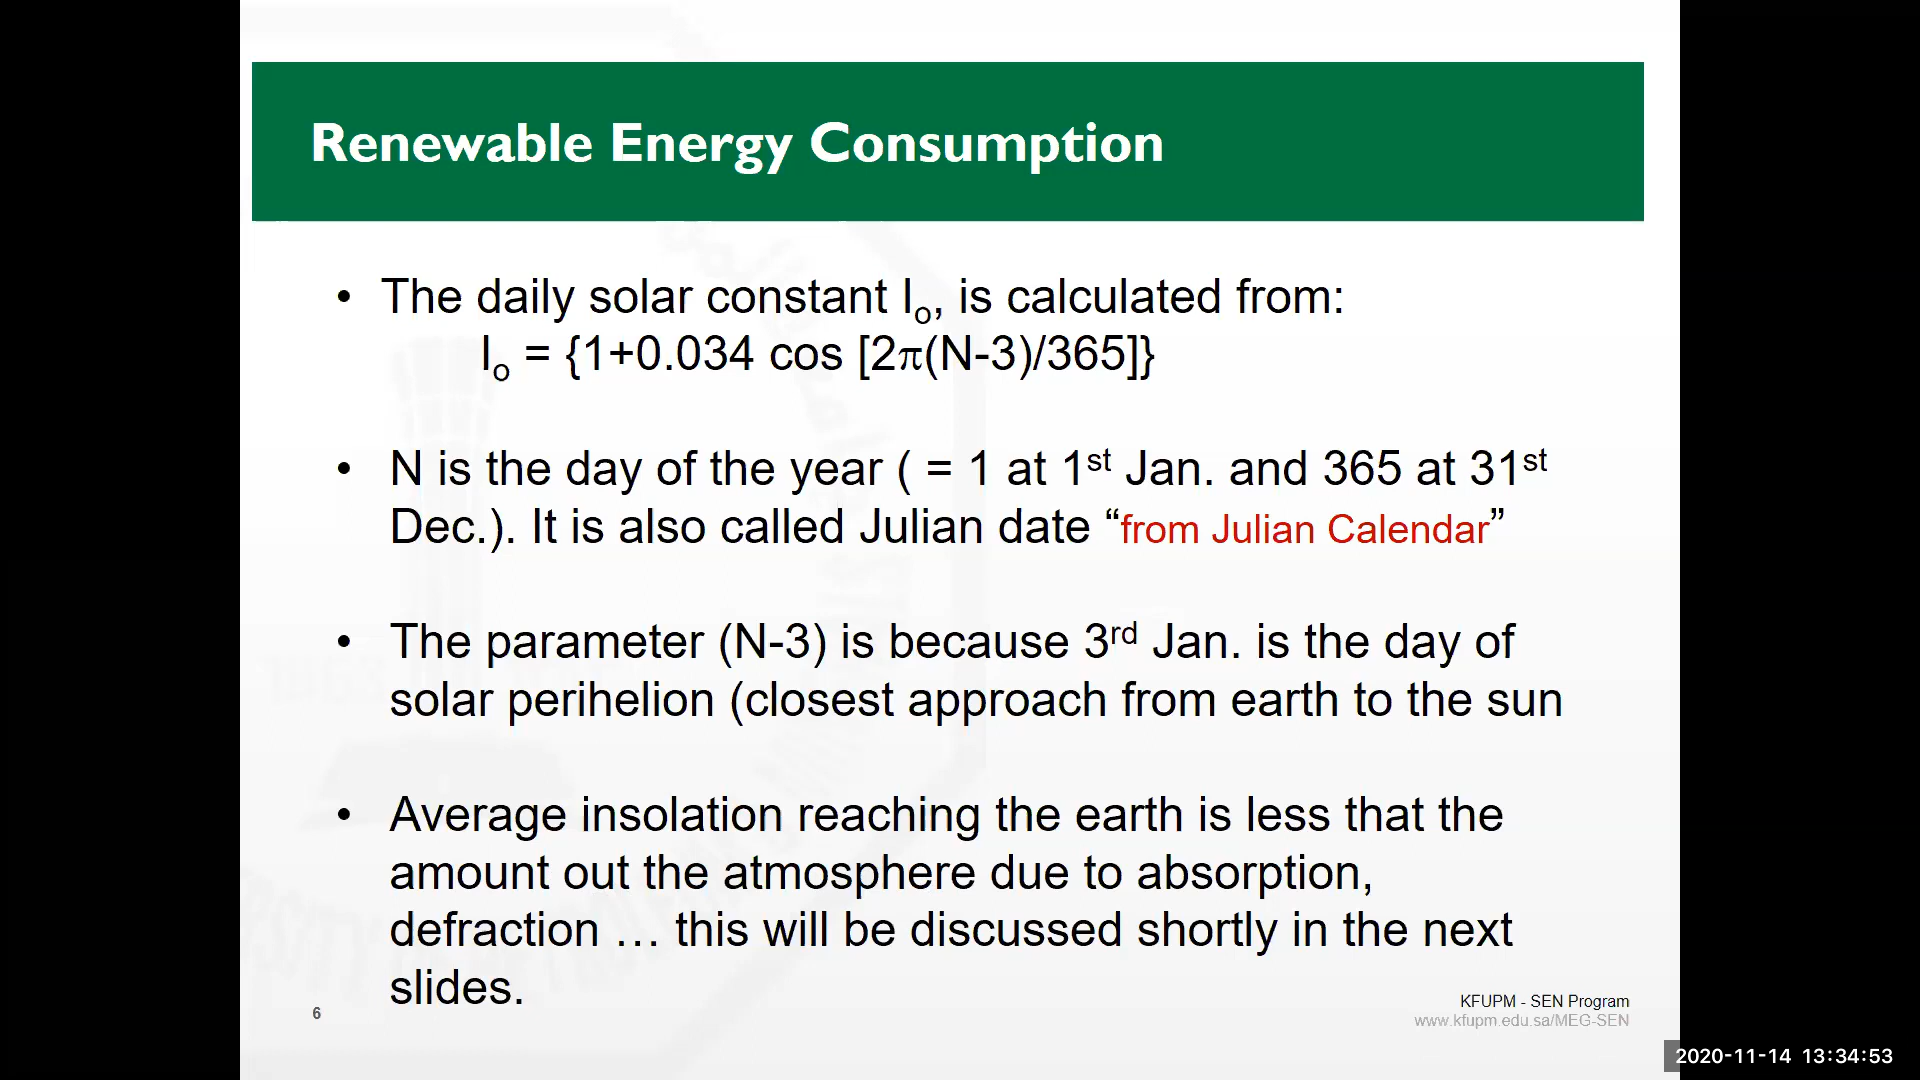 Renewable Energy Consumption
• The daily solar constant Io, is calculated from:
Io = {1+0.034 cos [2π(N-3)/365]}
• N is the day of the year ( = 1 at 1st Jan. and 365 at 31st
Dec.). It is also called Julian date “from Julian Calendar”
• The parameter (N-3) is because 3rd Jan. is the day of
solar perihelion (closest approach from earth to the sun
• Average insolation reaching the earth is less that the
amount out the atmosphere due to absorption,
defraction … this will be discussed shortly in the next
slides.
6
KFUPM - SEN Program
www.kfupm.edu.sa/MEG-SEN
2020-11-14 13:34:53